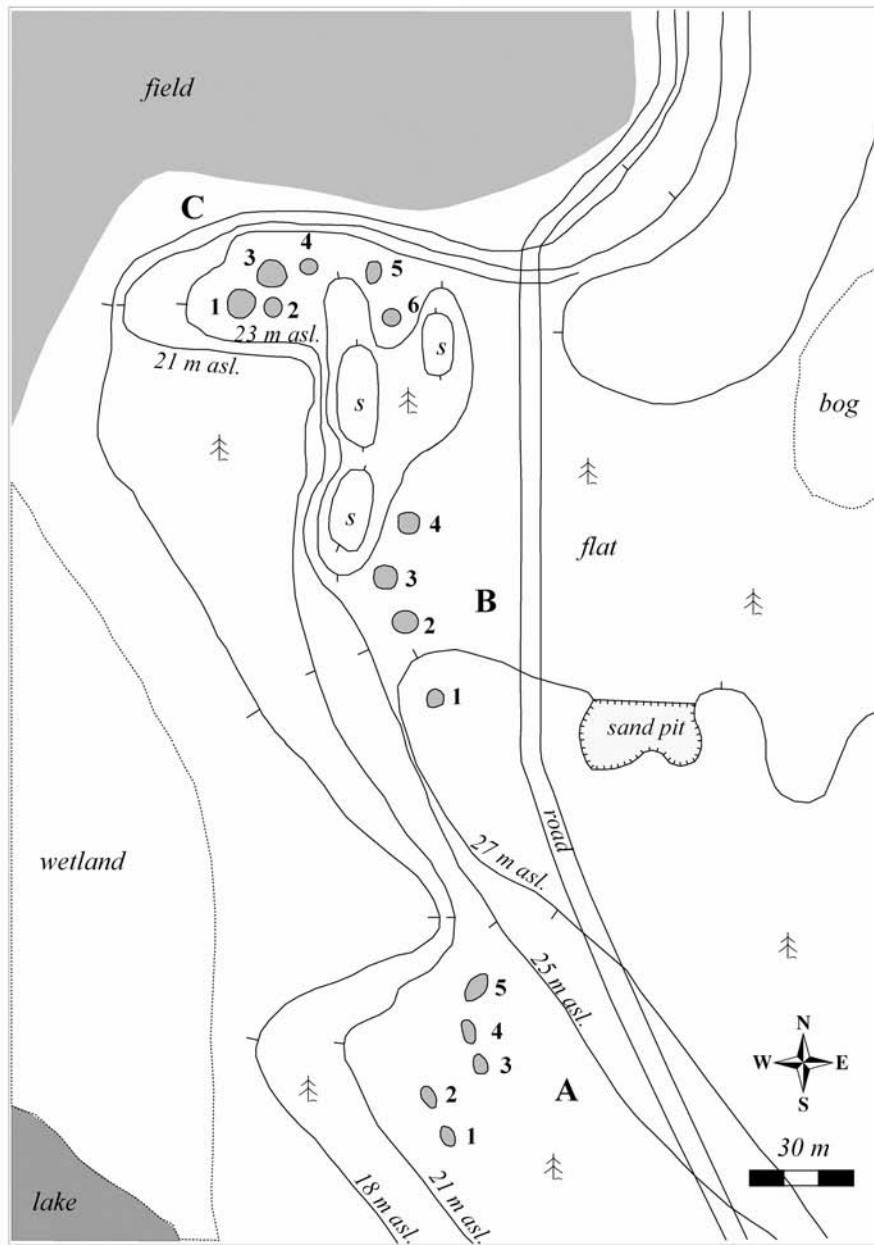 field
C
3
4
5
1
2
6
23 m asl.
21 m asl.
s
s
bog
s
4
flat
3
B
2
1
sand pit
road
wetland
27 m asl.
25 m asl.
5
N
4
W
E
3
S
A
2
1
30 m
18 m asl.
21 m asl.
lake